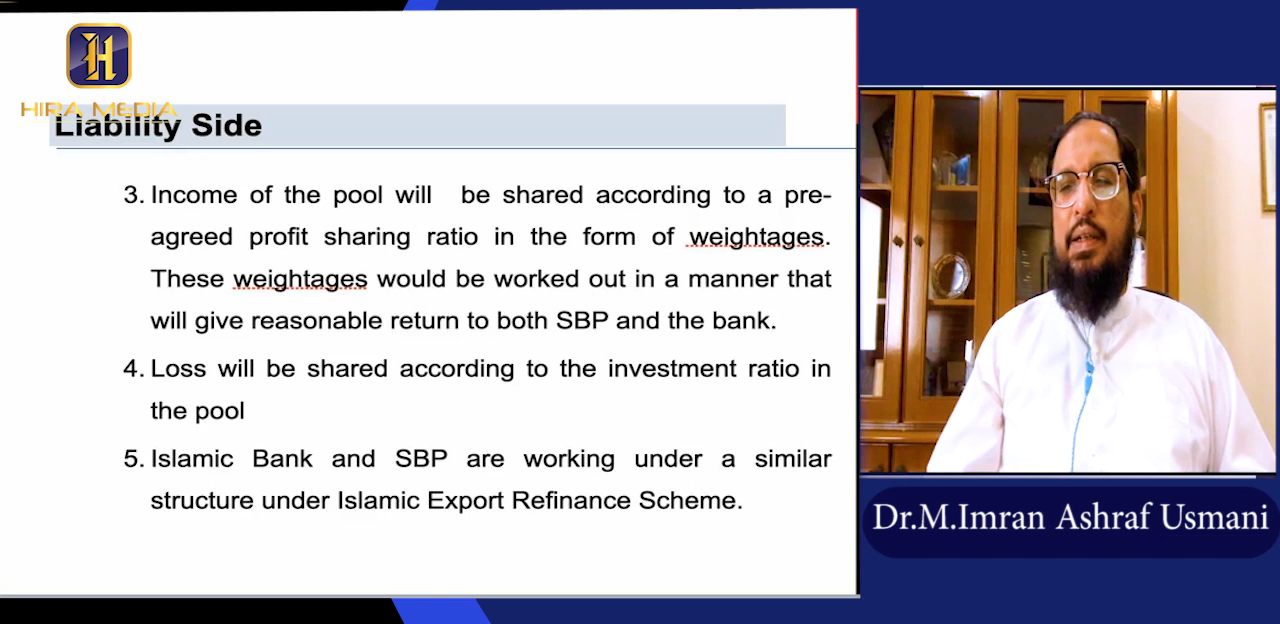 H
HIRA MEDIA
Liability Side
3. Income of the pool will be shared according to a pre-
agreed profit sharing ratio in the form of weightages.
These weightages would be worked out in a manner that
will give reasonable return to both SBP and the bank.
4. Loss will be shared according to the investment ratio in
the pool
5. Islamic Bank and SBP are working under a similar
structure under Islamic Export Refinance Scheme.
Dr.M.Imran Ashraf Usmani